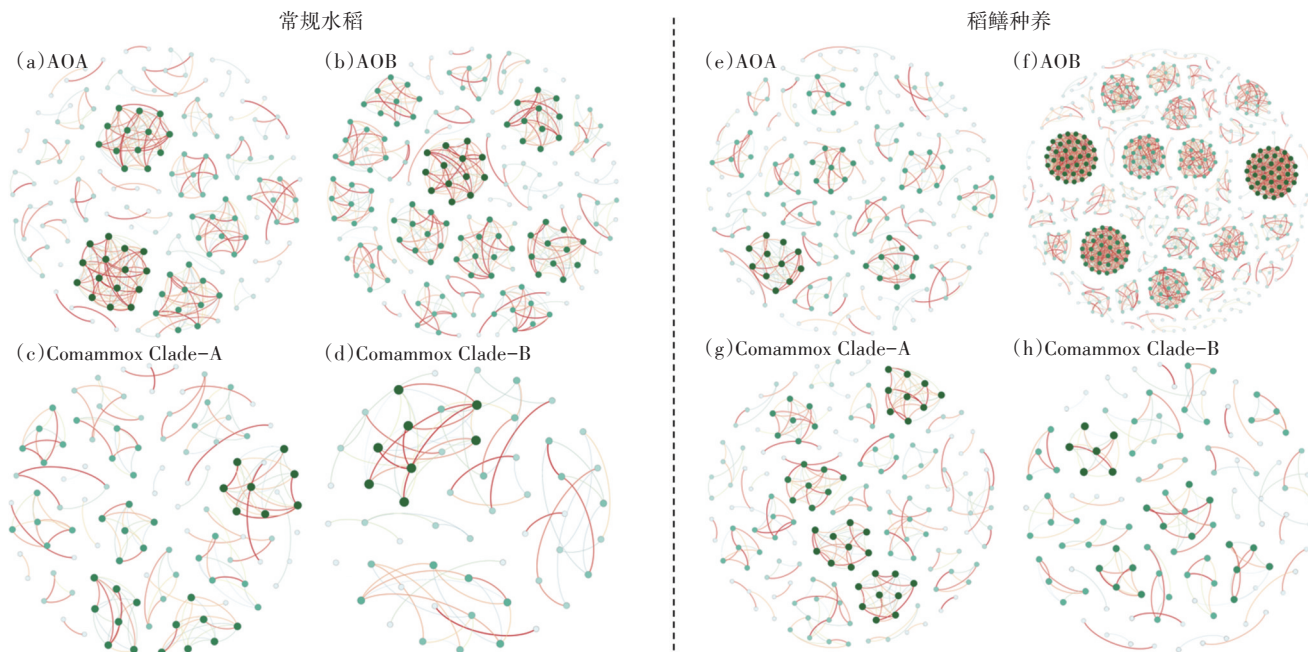 常规水稻
稻鳝种养
(a)AOA
(b)AOB
(e)AOA
(f)AOB
(c)Comammox Clade-A
(d)Comammox Clade-B
(g)Comammox Clade-A
(h)Comammox Clade-B